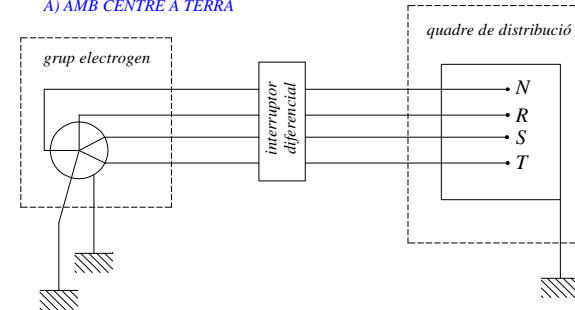 A) AMB CENTRE A TERRA
grup electrogen
quadre de distribució
interruptor
diferencial
N
R
S
T